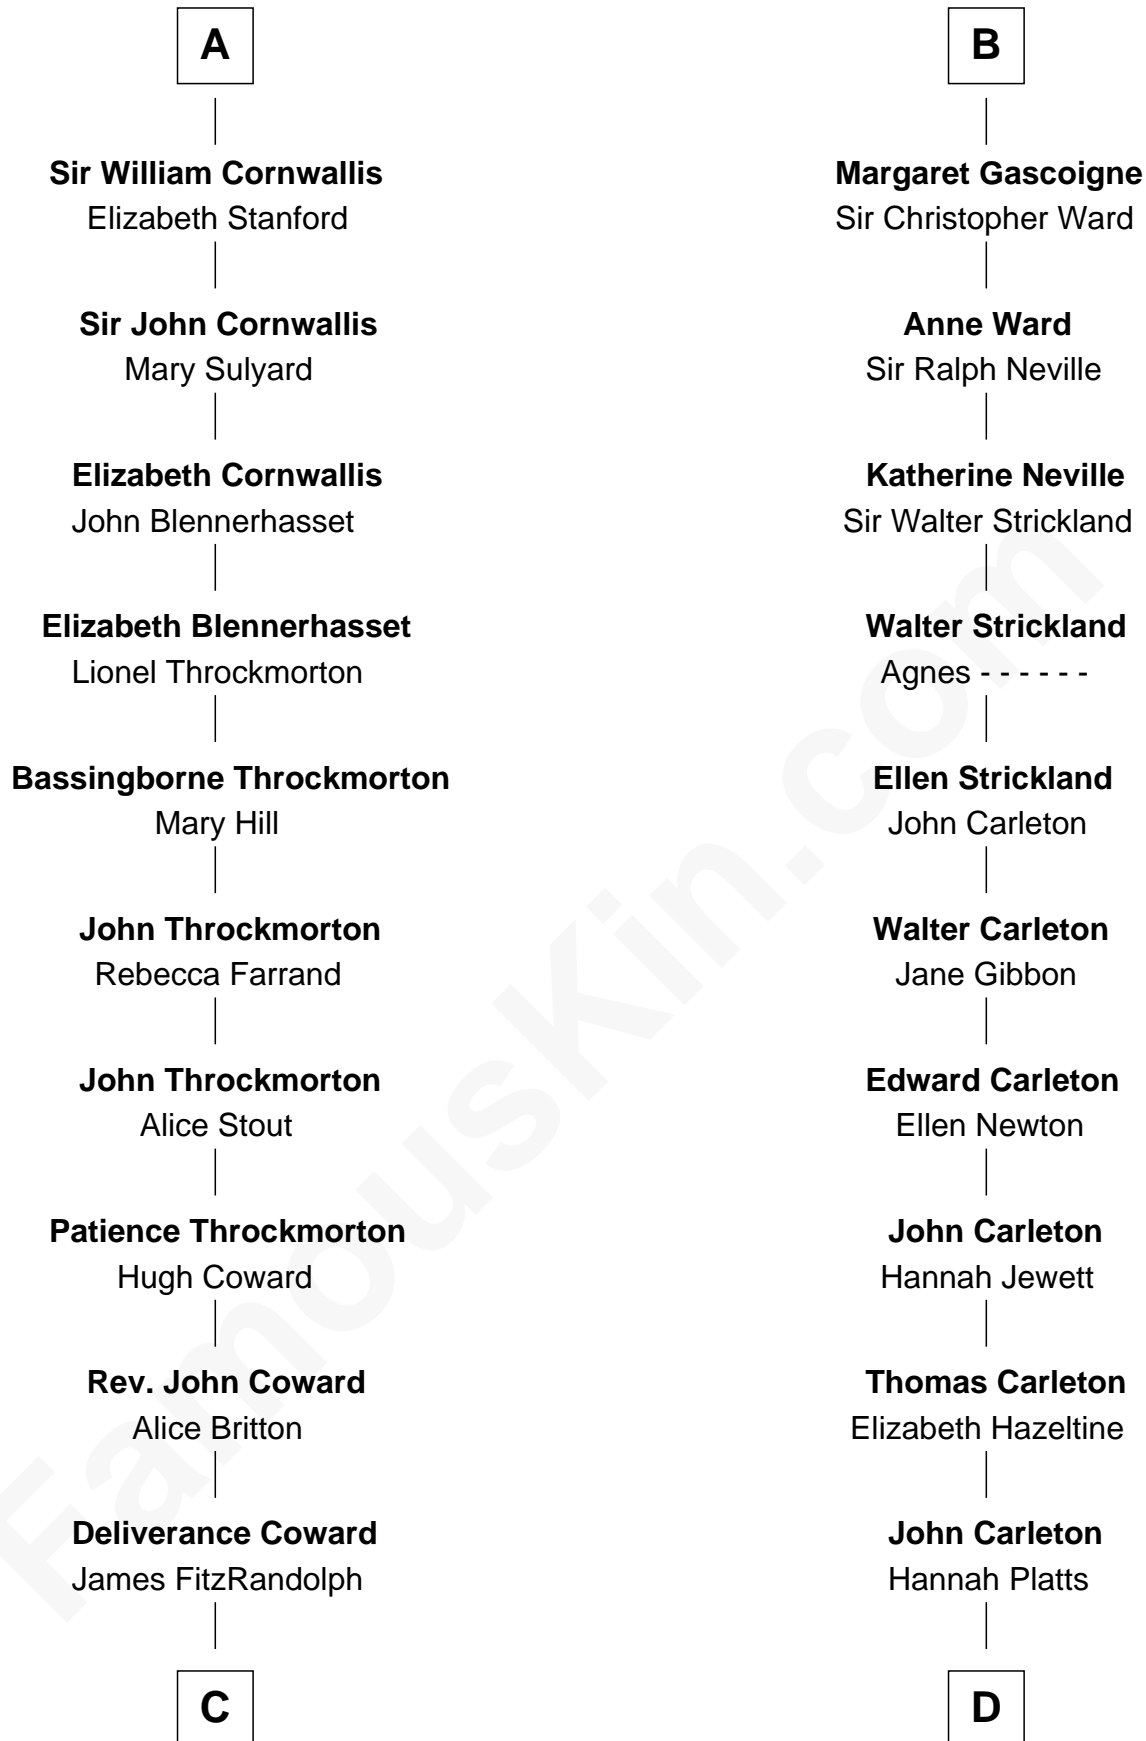 A
Sir William Cornwallis
Elizabeth Stanford
Sir John Cornwallis
Mary Sulyard
Elizabeth Cornwallis
John Blennerhasset
Elizabeth Blennerhasset
Lionel Throckmorton
Bassingborne Throckmorton
Mary Hill
John Throckmorton
Rebecca Farrand
John Throckmorton
Alice Stout
Patience Throckmorton
Hugh Coward
Rev. John Coward
Alice Britton
Deliverance Coward
James FitzRandolph
C
B
Margaret Gascoigne
Sir Christopher Ward
Anne Ward
Sir Ralph Neville
Katherine Neville
Sir Walter Strickland
Walter Strickland
Agnes - - - - - -
Ellen Strickland
John Carleton
Walter Carleton
Jane Gibbon
Edward Carleton
Ellen Newton
John Carleton
Hannah Jewett
Thomas Carleton
Elizabeth Hazeltine
John Carleton
Hannah Platts
D
FamousKin.com